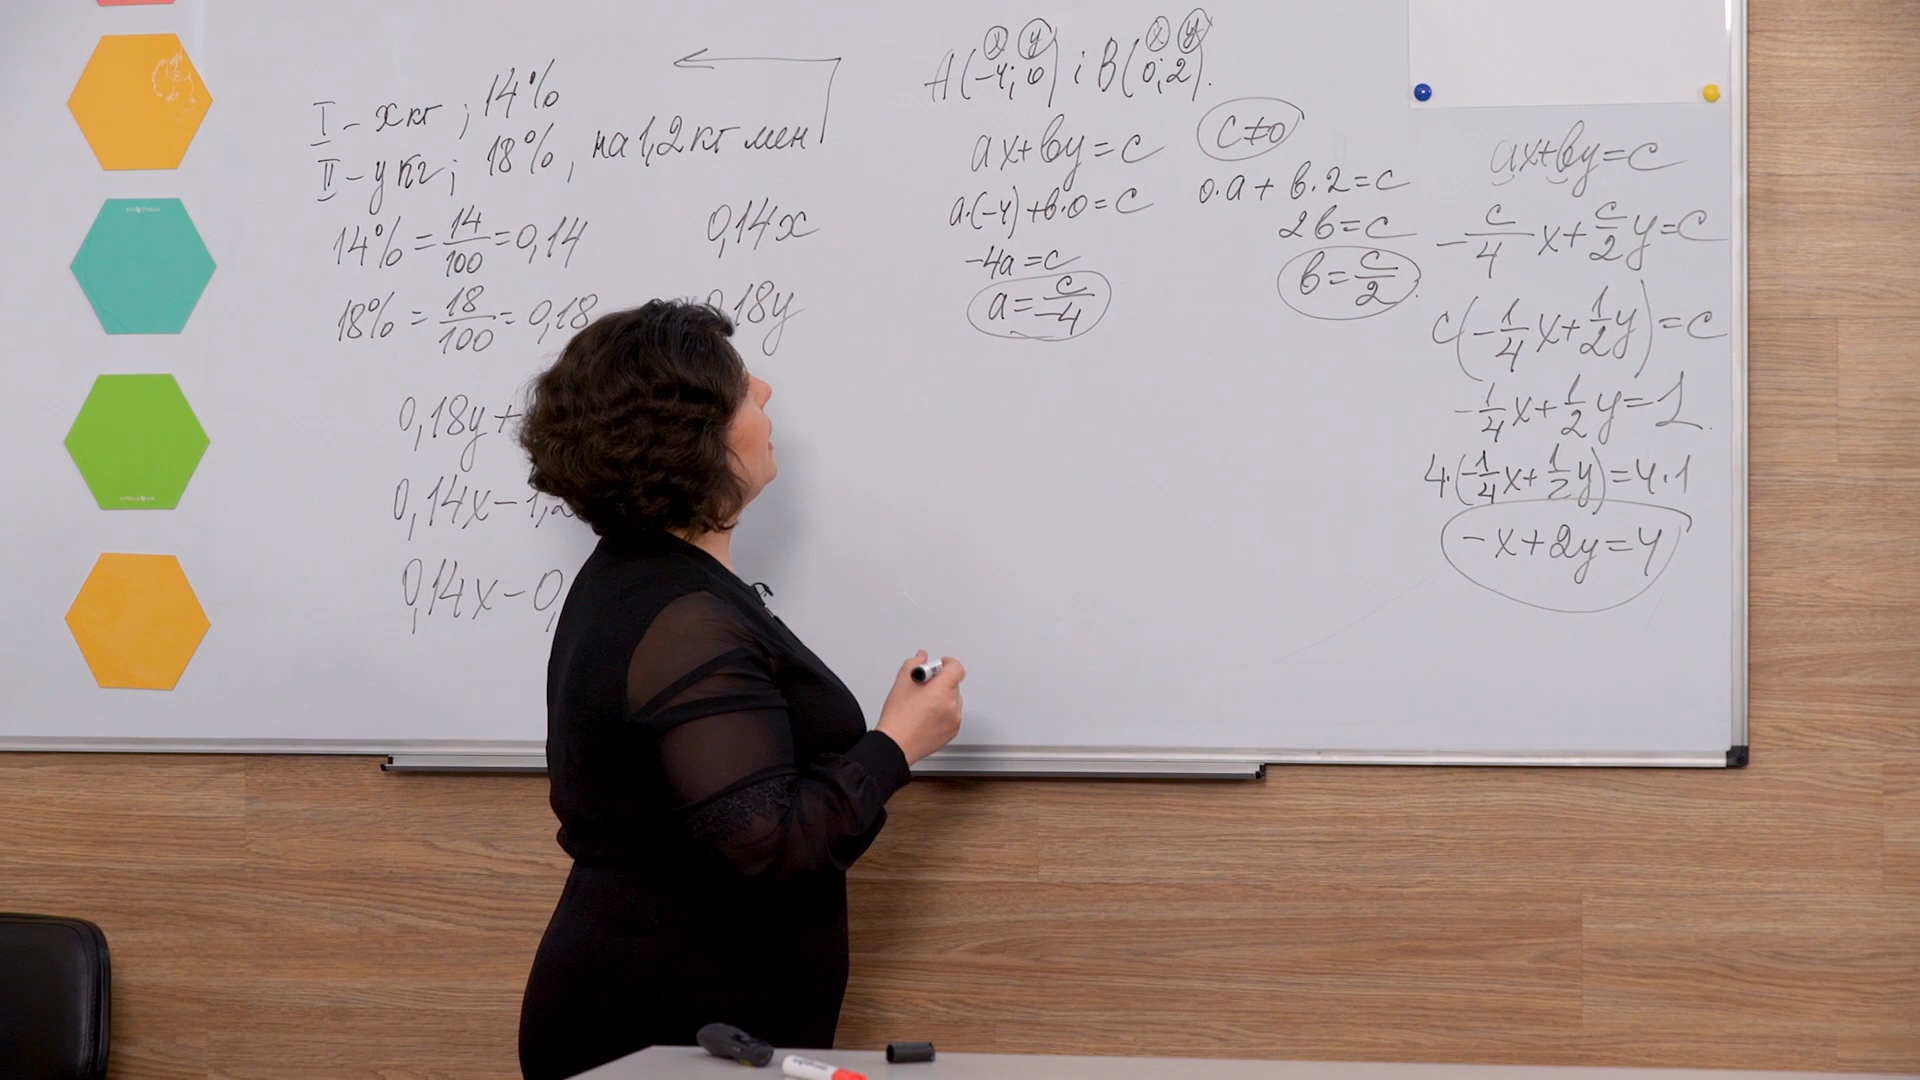 I – x кг ; 14%
II – y кг ; 18%, на 1,2 кг мен
14% = 14/100 = 0,14 0,14x
18% = 18/100 = 0,18 0,18y
0,18y +
0,14x – 1,2
0,14x – 0,
x y x y
A(-4; 0) i B(0; 2).
ax + by = c c ≠ 0
a·(-4) + b·0 = c
-4a = c
a = c/-4
0·a + b·2 = c
2b = c
b = c/2
ax + by = c
- c/4 x + c/2 y = c
c(- 1/4 x + 1/2 y) = c
- 1/4 x + 1/2 y = 1.
4·(- 1/4 x + 1/2 y) = 4·1
-x + 2y = 4